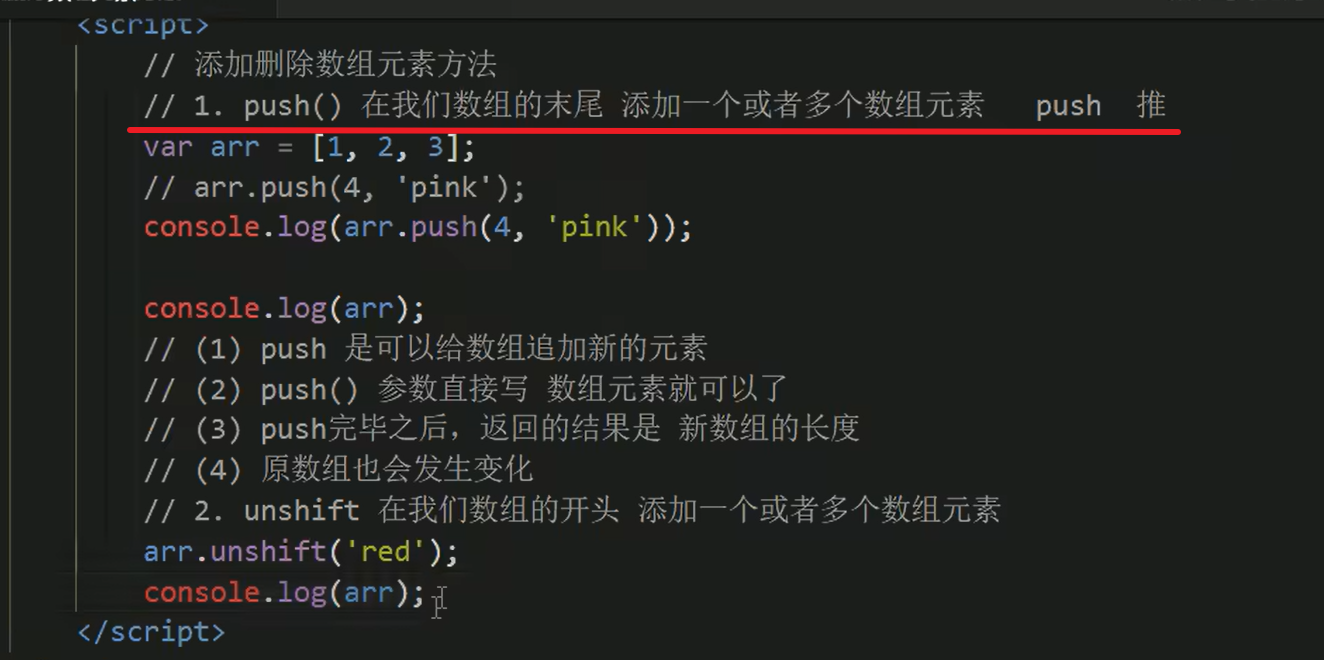 <script>
// 添加删除数组元素方法
// 1. push() 在我们数组的末尾 添加一个或者多个数组元素 push 推
var arr = [1, 2, 3];
// arr.push(4, 'pink');
console.log(arr.push(4, 'pink'));
console.log(arr);
// (1) push 是可以给数组追加新的元素
// (2) push() 参数直接写 数组元素就可以了
// (3) push完毕之后，返回的结果是 新数组的长度
// (4) 原数组也会发生变化
// 2. unshift 在我们数组的开头 添加一个或者多个数组元素
arr.unshift('red');
console.log(arr);
</script>